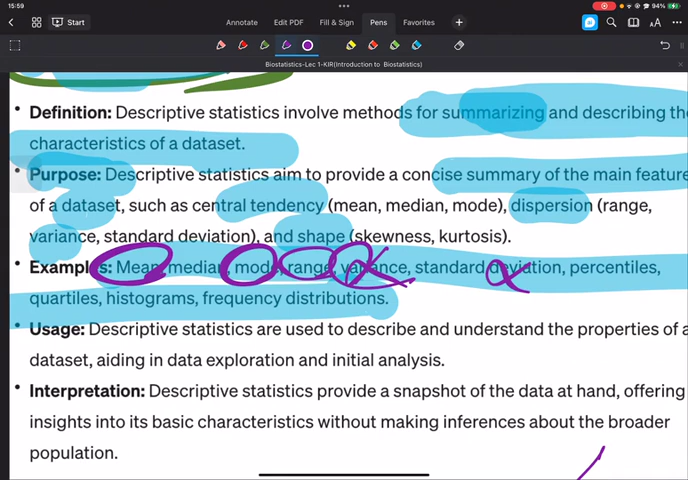 15:59
94%
Start
Annotate Edit PDF Fill & Sign Pens Favorites
AA
Biostatistics-Lec 1-KIR(Introduction to Biostatistics)
• Definition: Descriptive statistics involve methods for summarizing and describing the
characteristics of a dataset.
• Purpose: Descriptive statistics aim to provide a concise summary of the main feature
of a dataset, such as central tendency (mean, median, mode), dispersion (range,
variance, standard deviation), and shape (skewness, kurtosis).
• Examples: Mean, median, mode, range, variance, standard deviation, percentiles,
quartiles, histograms, frequency distributions.
• Usage: Descriptive statistics are used to describe and understand the properties of a
dataset, aiding in data exploration and initial analysis.
• Interpretation: Descriptive statistics provide a snapshot of the data at hand, offering
insights into its basic characteristics without making inferences about the broader
population.